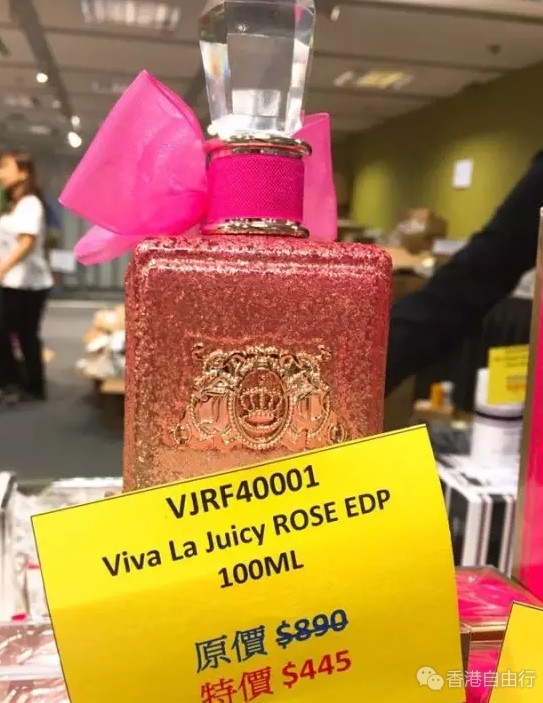 VJRF40001
Viva La Juicy ROSE EDP
100ML
原價 $890
特價 $445
香港自由行